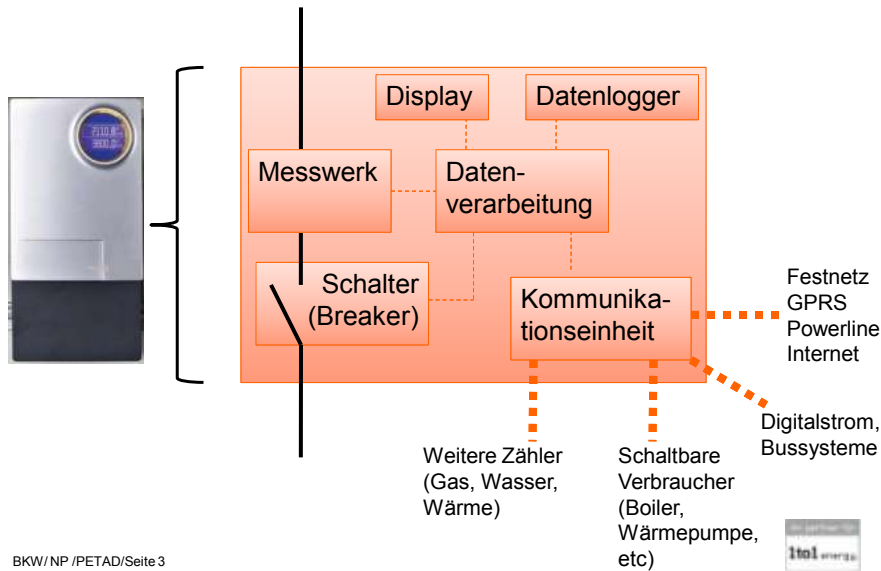 Display
Datenlogger
Messwerk
Daten-
verarbeitung
Schalter
(Breaker)
Kommunika-
tionseinheit
Festnetz
GPRS
Powerline
Internet
Digitalstrom,
Bussysteme
Weitere Zähler
(Gas, Wasser,
Wärme)
Schaltbare
Verbraucher
(Boiler,
Wärmepumpe,
etc)
BKW/ NP /PETAD/Seite 3
1to1 energy